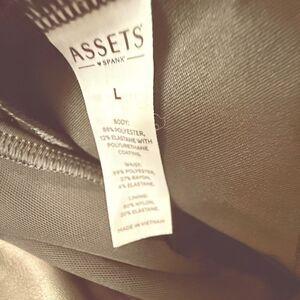 ASSETS
♥ SPANX
L
BODY:
88% POLYESTER,
12% ELASTANE WITH
POLYURETHANE
COATING.
WAIST:
69% POLYESTER,
27% RAYON,
4% ELASTANE.
LINING:
80% NYLON,
20% ELASTANE.
MADE IN VIETNAM